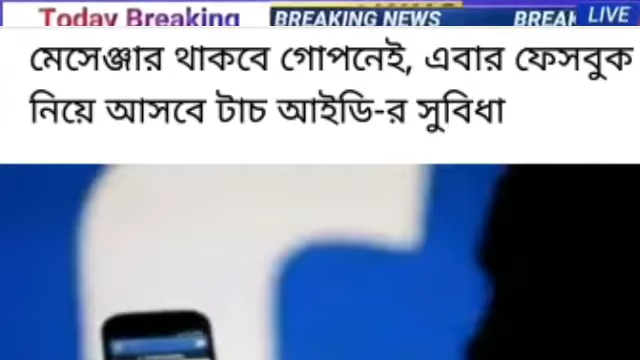 Today Breaking
BREAKING NEWS
LIVE
মেসেঞ্জার থাকবে গোপনেই, এবার ফেসবুক
নিয়ে আসবে টাচ আইডি-র সুবিধা